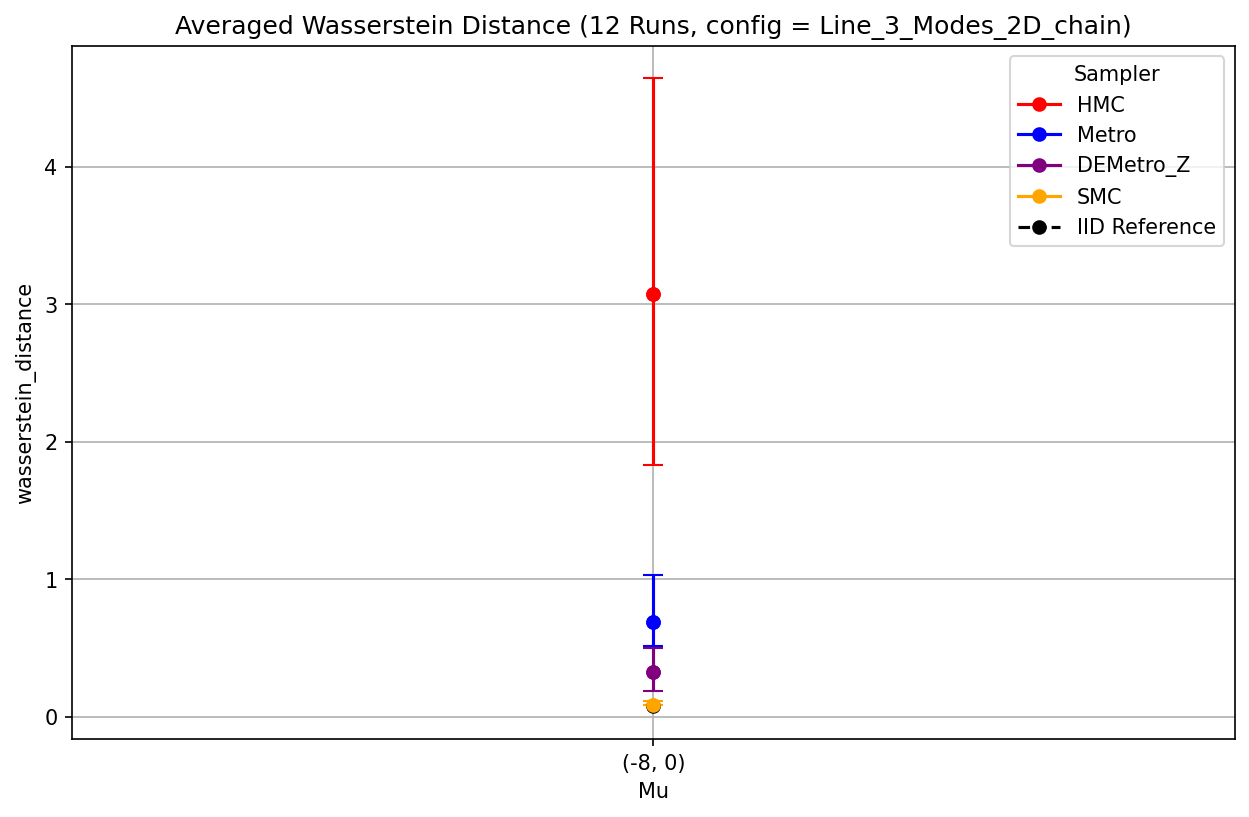 Averaged Wasserstein Distance (12 Runs, config = Line_3_Modes_2D_chain)
Sampler
HMC
Metro
DEMetro_Z
SMC
IID Reference
wasserstein_distance
4
3
2
1
0
(-8, 0)
Mu